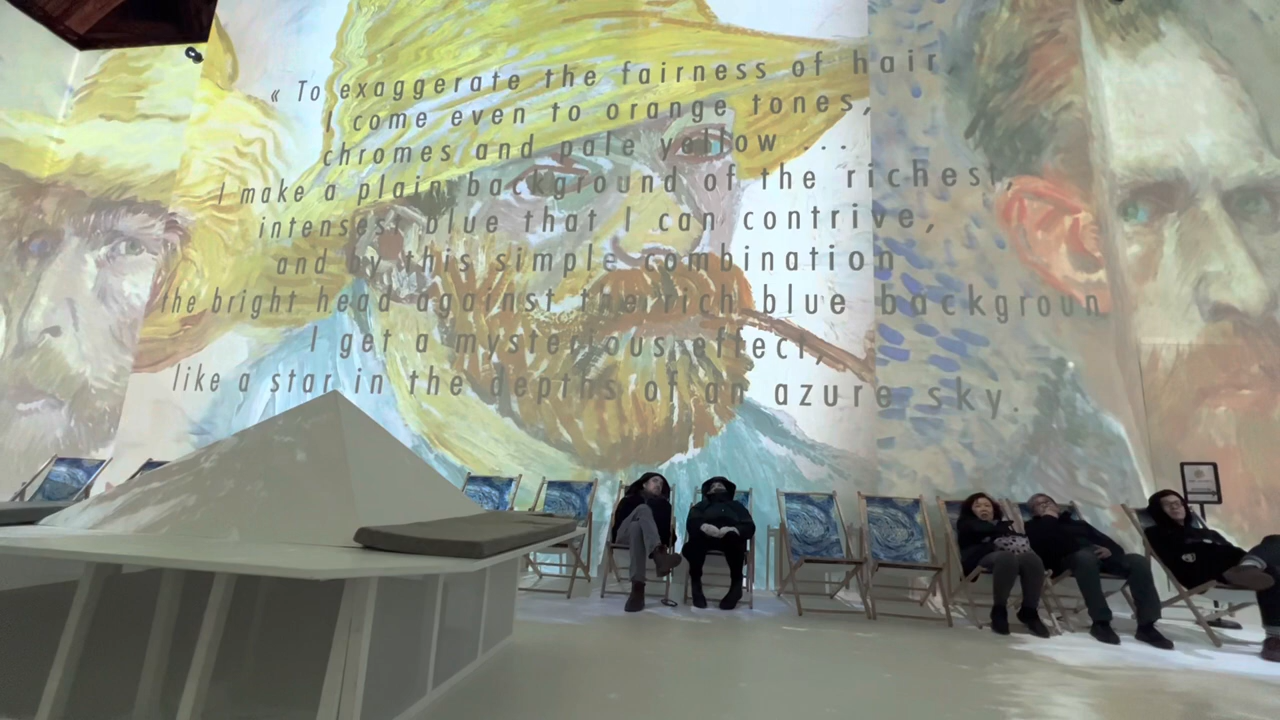 « To exaggerate the fairness of hair,
I come even to orange tones,
chromes and pale yellow ...
I make a plain background of the richest,
intensest blue that I can contrive,
and by this simple combination
the bright head against the rich blue backgroun
I get a mysterious effect,
like a star in the depths of an azure sky.